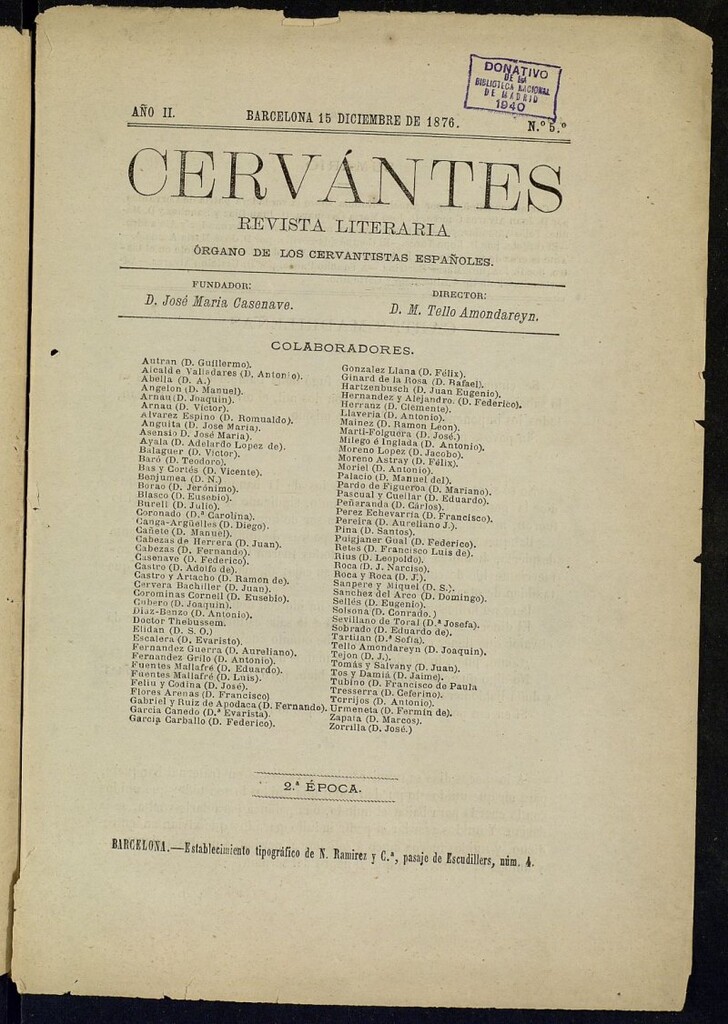 DONATIVO
DE LA
BIBLIOTECA NACIONAL
DE MADRID
1940
AÑO II.
BARCELONA 15 DICIEMBRE DE 1876.
N.º 5.º
CERVÁNTES
REVISTA LITERARIA
ÓRGANO DE LOS CERVANTISTAS ESPAÑOLES.
FUNDADOR:
D. José Maria Casenave.
DIRECTOR:
D. M. Tello Amondareyn.
COLABORADORES.
Autran (D. Guillermo).
Alcalde Valladares (D. Antonio).
Abella (D. A.)
Angelon (D. Manuel).
Arnau (D. Joaquin).
Arnau (D. Victor).
Alvarez Espino (D. Romualdo).
Anguita (D. José Maria).
Asensio D. José Maria).
Ayala (D. Adelardo Lopez de).
Balaguer (D. Victor).
Baró (D. Teodoro).
Bas y Cortés (D. Vicente).
Benjumea (D. N.)
Borao (D. Jerónimo).
Blasco (D. Eusebio).
Burell (D. Julio).
Coronado (D.ª Carolina).
Canga-Argüelles (D. Diego).
Cañete (D. Manuel).
Cabezas de Herrera (D. Juan).
Cabezas (D. Fernando).
Casenave (D. Federico).
Castro (D. Adolfo de).
Castro y Artacho (D. Ramon de).
Cervera Bachiller (D. Juan).
Corominas Cornell (D. Eusebio).
Cubero (D. Joaquin).
Diaz-Benzo (D. Antonio).
Doctor Thebussem.
Elidan (D. S. O.)
Escalera (D. Evaristo).
Fernandez Guerra (D. Aureliano).
Fernandez Grilo (D. Antonio).
Fuentes Mallafré (D. Eduardo).
Fuentes Mallafré (D. Luis).
Feliu y Codina (D. José).
Flores Arenas (D. Francisco)
Gabriel y Ruiz de Apodaca (D. Fernando).
Garcia Canedo (D.ª Evarista).
Garcia Carballo (D. Federico).
Gonzalez Llana (D. Félix).
Ginard de la Rosa (D. Rafael).
Hartzenbusch (D. Juan Eugenio).
Hernandez y Alejandro. (D. Federico).
Herranz (D. Clemente).
Llaveria (D. Antonio).
Mainez (D. Ramon Leon).
Marti-Folguera (D. José.)
Milego é Inglada (D. Antonio).
Moreno Lopez (D. Jacobo).
Moreno Astray (D. Félix).
Moriel (D. Antonio).
Palacio (D. Manuel del).
Pardo de Figueroa (D. Mariano).
Pascual y Cuellar (D. Eduardo).
Peñaranda (D. Cárlos).
Perez Echevarria (D. Francisco).
Pereira (D. Aureliano J.).
Pina (D. Santos).
Puigjaner Gual (D. Federico).
Retes (D. Francisco Luis de).
Rius (D. Leopoldo).
Roca (D. J. Narciso).
Roca y Roca (D. J.).
Sanpere y Miquel (D. S.).
Sanchez del Arco (D. Domingo).
Sellés (D. Eugenio).
Solsona (D. Conrado.)
Sevillano de Toral (D.ª Josefa).
Sobrado (D. Eduardo de).
Tartilan (D.ª Sofía).
Tello Amondareyn (D. Joaquin).
Tejon (D. J.).
Tomás y Salvany (D. Juan).
Tos y Damiá (D. Jaime).
Tubino (D. Francisco de Paula
Tresserra (D. Ceferino).
Torrijos (D. Antonio).
Urmeneta (D. Fermin de).
Zapata (D. Marcos).
Zorrilla (D. José.)
2.ª ÉPOCA.
BARCELONA.—Establecimiento tipográfico de N. Ramirez y C.ª, pasaje de Escudillers, núm. 4.